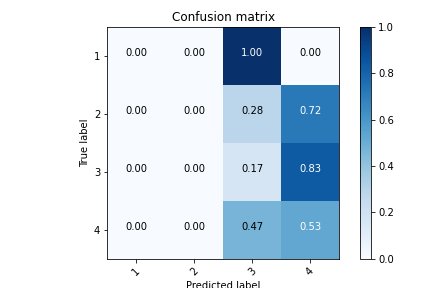 Confusion matrix
1.0
1 0.00 0.00 1.00 0.00
0.8
2 0.00 0.00 0.28 0.72
0.6
True label
3 0.00 0.00 0.17 0.83
0.4
0.2
4 0.00 0.00 0.47 0.53
0.0
1 2 3 4
Predicted label